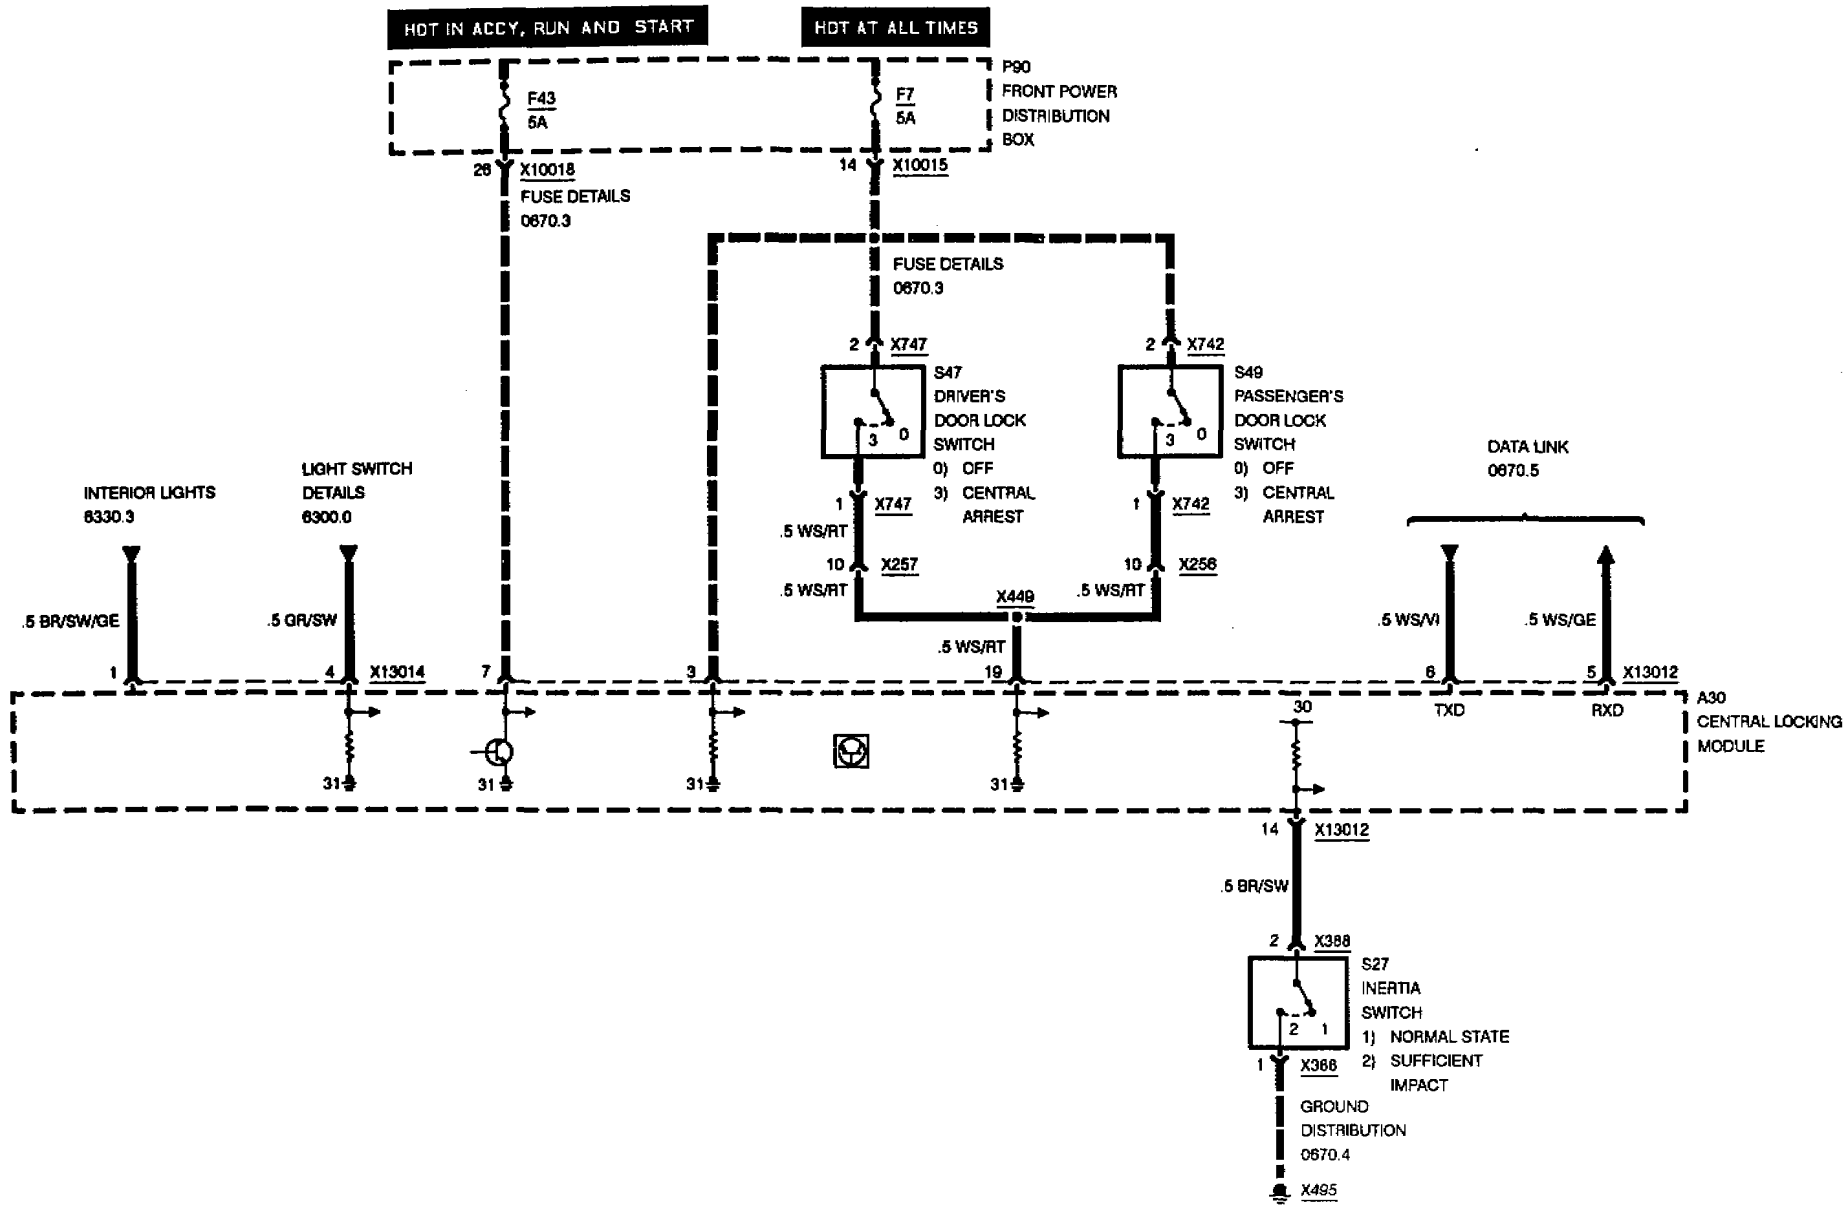 HOT IN ACCY, RUN AND START
HOT AT ALL TIMES
P90
FRONT POWER
DISTRIBUTION
BOX
F43
5A
F7
5A
26 X10018
FUSE DETAILS
0670.3
14 X10015
FUSE DETAILS
0670.3
2 X747
S47
DRIVER'S
DOOR LOCK
SWITCH
0) OFF
3) CENTRAL
ARREST
3 0
2 X742
S49
PASSENGER'S
DOOR LOCK
SWITCH
0) OFF
3) CENTRAL
ARREST
3 0
1 X747
.5 WS/RT
10 X257
.5 WS/RT
1 X742
10 X256
.5 WS/RT
X449
.5 WS/RT
DATA LINK
0670.5
INTERIOR LIGHTS
6330.3
LIGHT SWITCH
DETAILS
6300.0
.5 BR/SW/GE
.5 GR/SW
.5 WS/VI
.5 WS/GE
1
4 X13014
7
3
19
6
5 X13012
TXD
RXD
A30
CENTRAL LOCKING
MODULE
30
31
31
31
31
14 X13012
.5 BR/SW
2 X388
S27
INERTIA
SWITCH
1) NORMAL STATE
2) SUFFICIENT
IMPACT
2 1
1 X388
GROUND
DISTRIBUTION
0670.4
X495